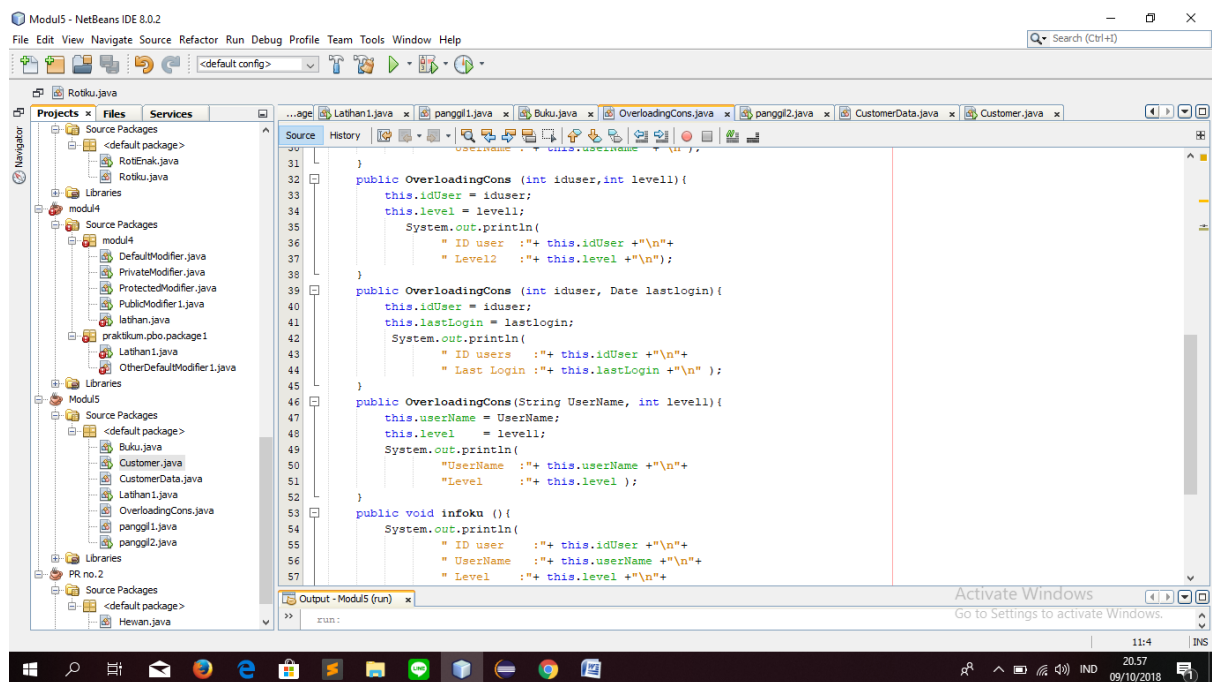 Modul5 - NetBeans IDE 8.0.2
File Edit View Navigate Source Refactor Run Debug Profile Team Tools Window Help
Search (Ctrl+I)
<default config>
Rotiku.java
Projects Files Services
Navigator
Source Packages
<default package>
RotiEnak.java
Rotiku.java
Libraries
modul4
Source Packages
modul4
DefaultModifier.java
PrivateModifier.java
ProtectedModifier.java
PublicModifier1.java
latihan.java
praktikum.pbo.package1
Latihan1.java
OtherDefaultModifier1.java
Libraries
Modul5
Source Packages
<default package>
Buku.java
Customer.java
CustomerData.java
Latihan1.java
OverloadingCons.java
panggil1.java
panggil2.java
Libraries
PR no.2
Source Packages
<default package>
Hewan.java
...age Latihan1.java panggil1.java Buku.java OverloadingCons.java panggil2.java CustomerData.java Customer.java
Source History
30 UserName : "+ this.userName +"\n");
31 }
32 public OverloadingCons (int iduser,int levell){
33 this.idUser = iduser;
34 this.level = levell;
35 System.out.println(
36 " ID user :"+ this.idUser +"\n"+
37 " Level2 :"+ this.level +"\n");
38 }
39 public OverloadingCons (int iduser, Date lastlogin){
40 this.idUser = iduser;
41 this.lastLogin = lastlogin;
42 System.out.println(
43 " ID users :"+ this.idUser +"\n"+
44 " Last Login :"+ this.lastLogin +"\n" );
45 }
46 public OverloadingCons(String UserName, int levell){
47 this.userName = UserName;
48 this.level = levell;
49 System.out.println(
50 "UserName :"+ this.userName +"\n"+
51 "Level :"+ this.level );
52 }
53 public void infoku (){
54 System.out.println(
55 " ID user :"+ this.idUser +"\n"+
56 " UserName :"+ this.userName +"\n"+
57 " Level :"+ this.level +"\n"+
Output - Modul5 (run)
run:
Activate Windows
Go to Settings to activate Windows.
11:4 INS
IND
20.57
09/10/2018